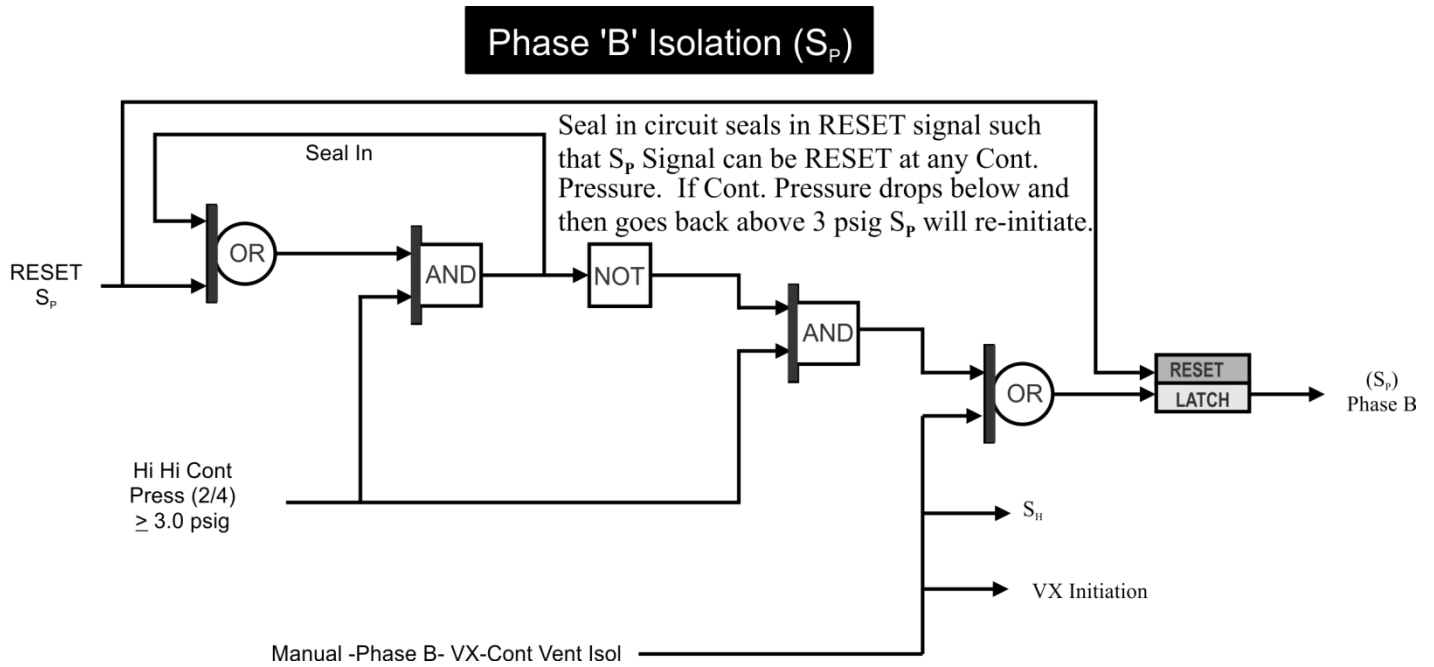 Phase 'B' Isolation (Sₚ)
Seal in circuit seals in RESET signal such
that Sₚ Signal can be RESET at any Cont.
Pressure. If Cont. Pressure drops below and
then goes back above 3 psig Sₚ will re-initiate.
Seal In
OR
RESET
Sₚ
AND
NOT
AND
OR
RESET
LATCH
(Sₚ)
Phase B
Hi Hi Cont
Press (2/4)
≥ 3.0 psig
S_H
VX Initiation
Manual -Phase B- VX-Cont Vent Isol